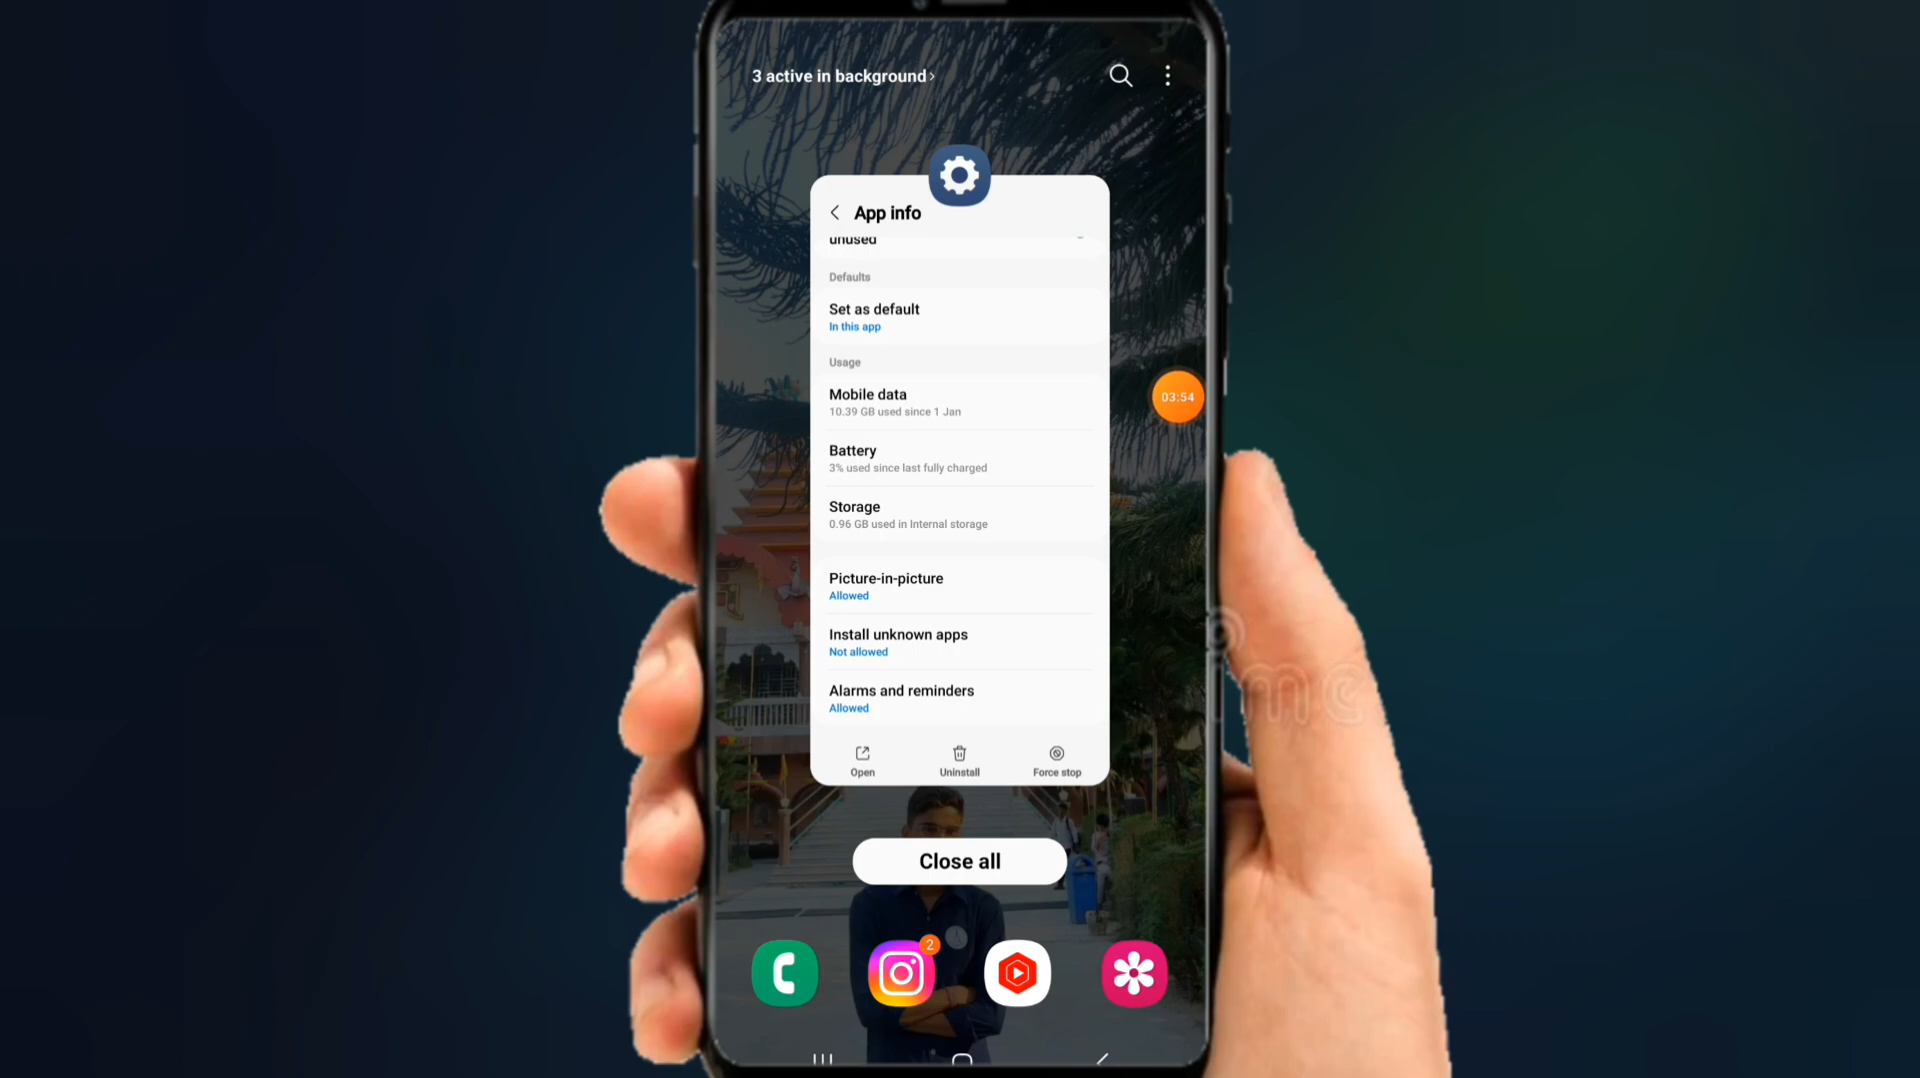 3 active in background ›
App info
unused
Defaults
Set as default
In this app
Usage
Mobile data
10.39 GB used since 1 Jan
03:54
Battery
3% used since last fully charged
Storage
0.96 GB used in Internal storage
Picture-in-picture
Allowed
Install unknown apps
Not allowed
Alarms and reminders
Allowed
Open
Uninstall
Force stop
Close all
2